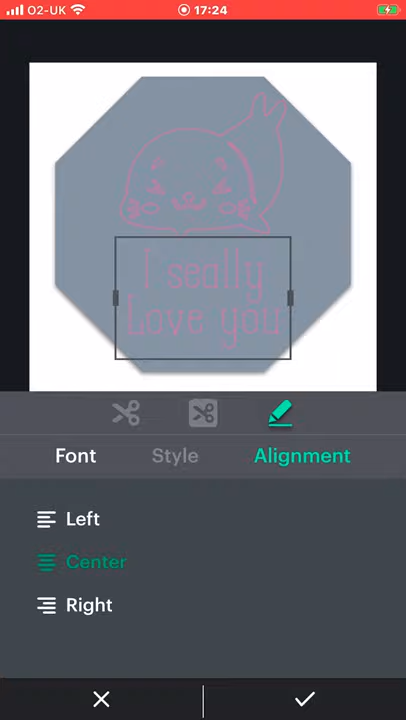 O2-UK 17:24
I seally
Love you
Font Style Alignment
Left
Center
Right